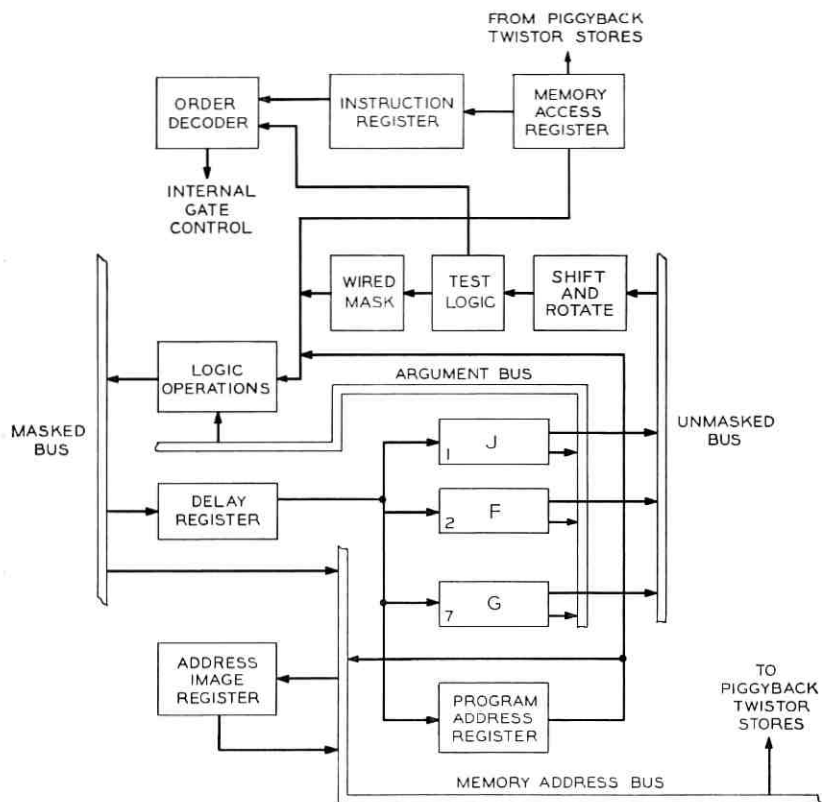 FROM PIGGYBACK
TWISTOR STORES
ORDER
DECODER
INSTRUCTION
REGISTER
MEMORY
ACCESS
REGISTER
INTERNAL
GATE
CONTROL
WIRED
MASK
TEST
LOGIC
SHIFT
AND
ROTATE
LOGIC
OPERATIONS
ARGUMENT BUS
MASKED
BUS
UNMASKED
BUS
1 J
DELAY
REGISTER
2 F
7 G
ADDRESS
IMAGE
REGISTER
PROGRAM
ADDRESS
REGISTER
TO
PIGGYBACK
TWISTOR
STORES
MEMORY ADDRESS BUS